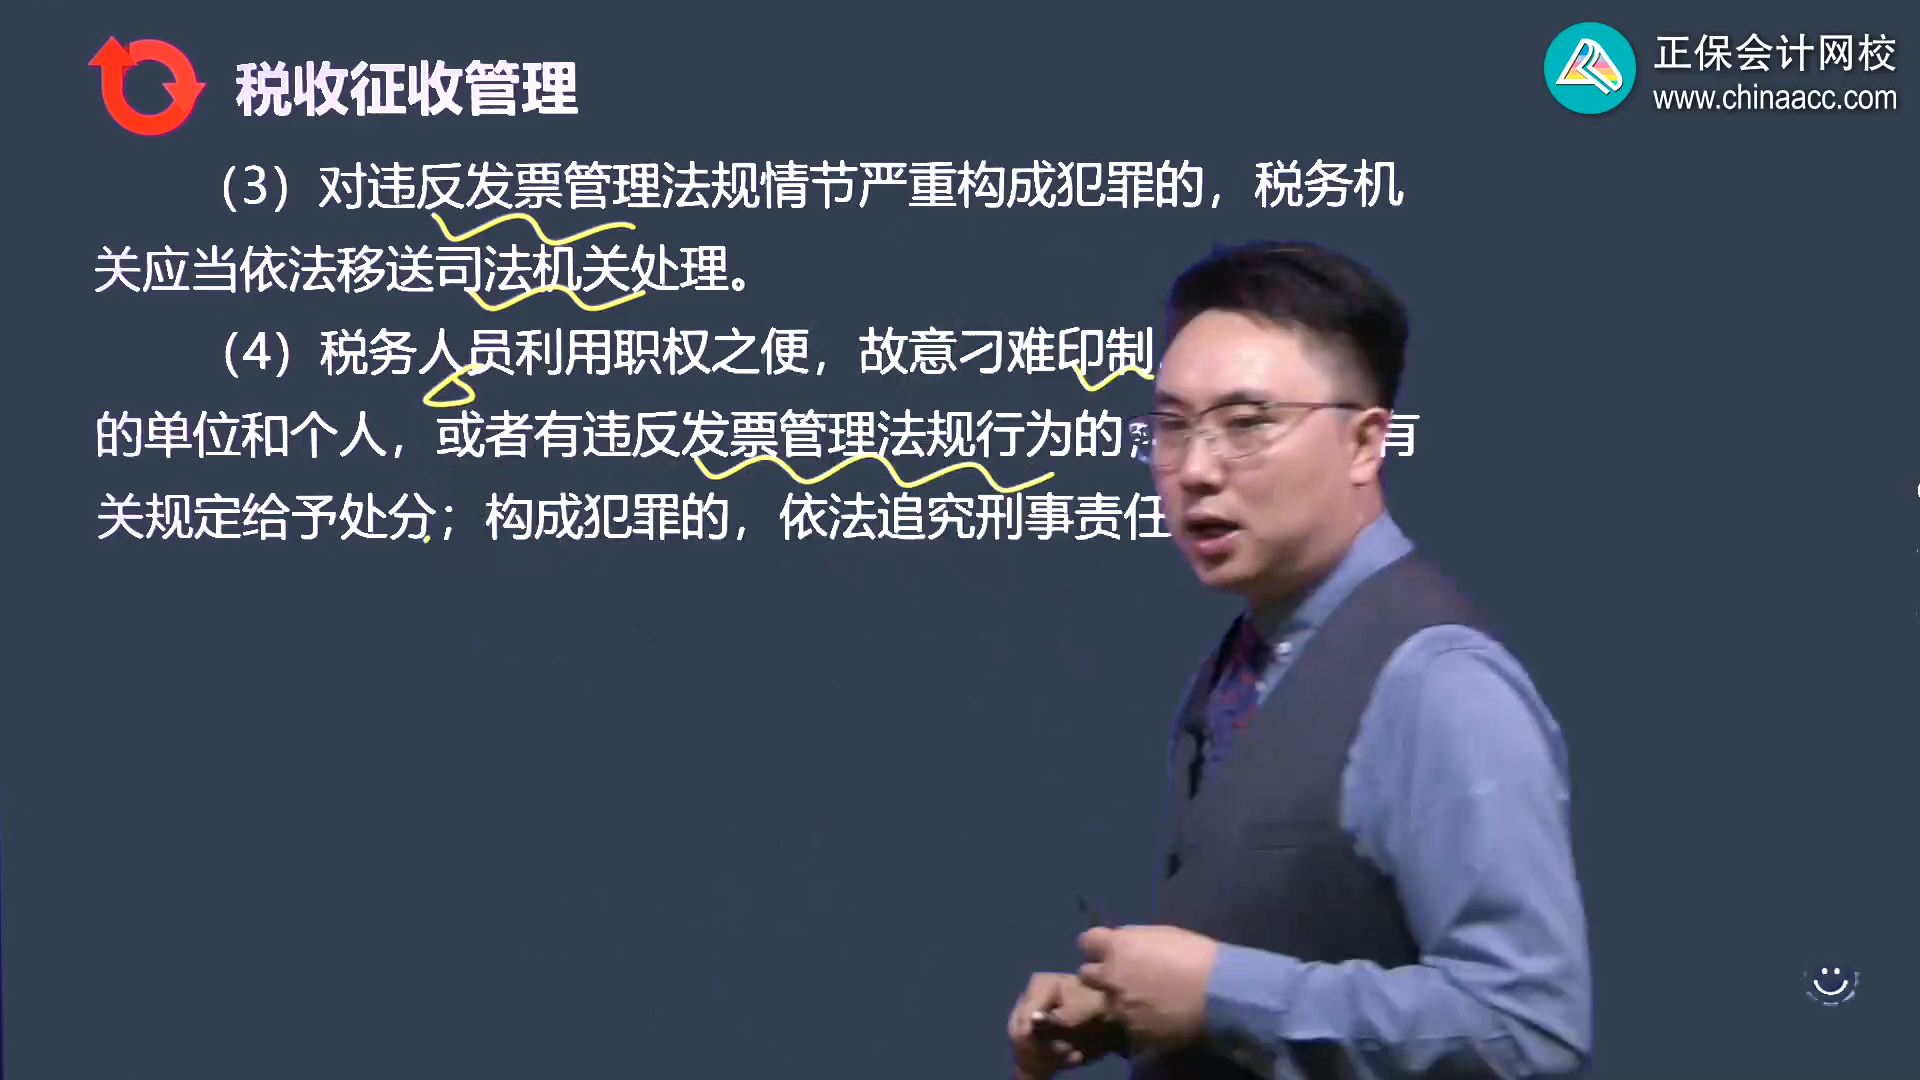 税收征收管理
正保会计网校
www.chinaacc.com
（3）对违反发票管理法规情节严重构成犯罪的，税务机
关应当依法移送司法机关处理。
（4）税务人员利用职权之便，故意刁难印制
的单位和个人，或者有违反发票管理法规行为的，
有
关规定给予处分；构成犯罪的，依法追究刑事责任